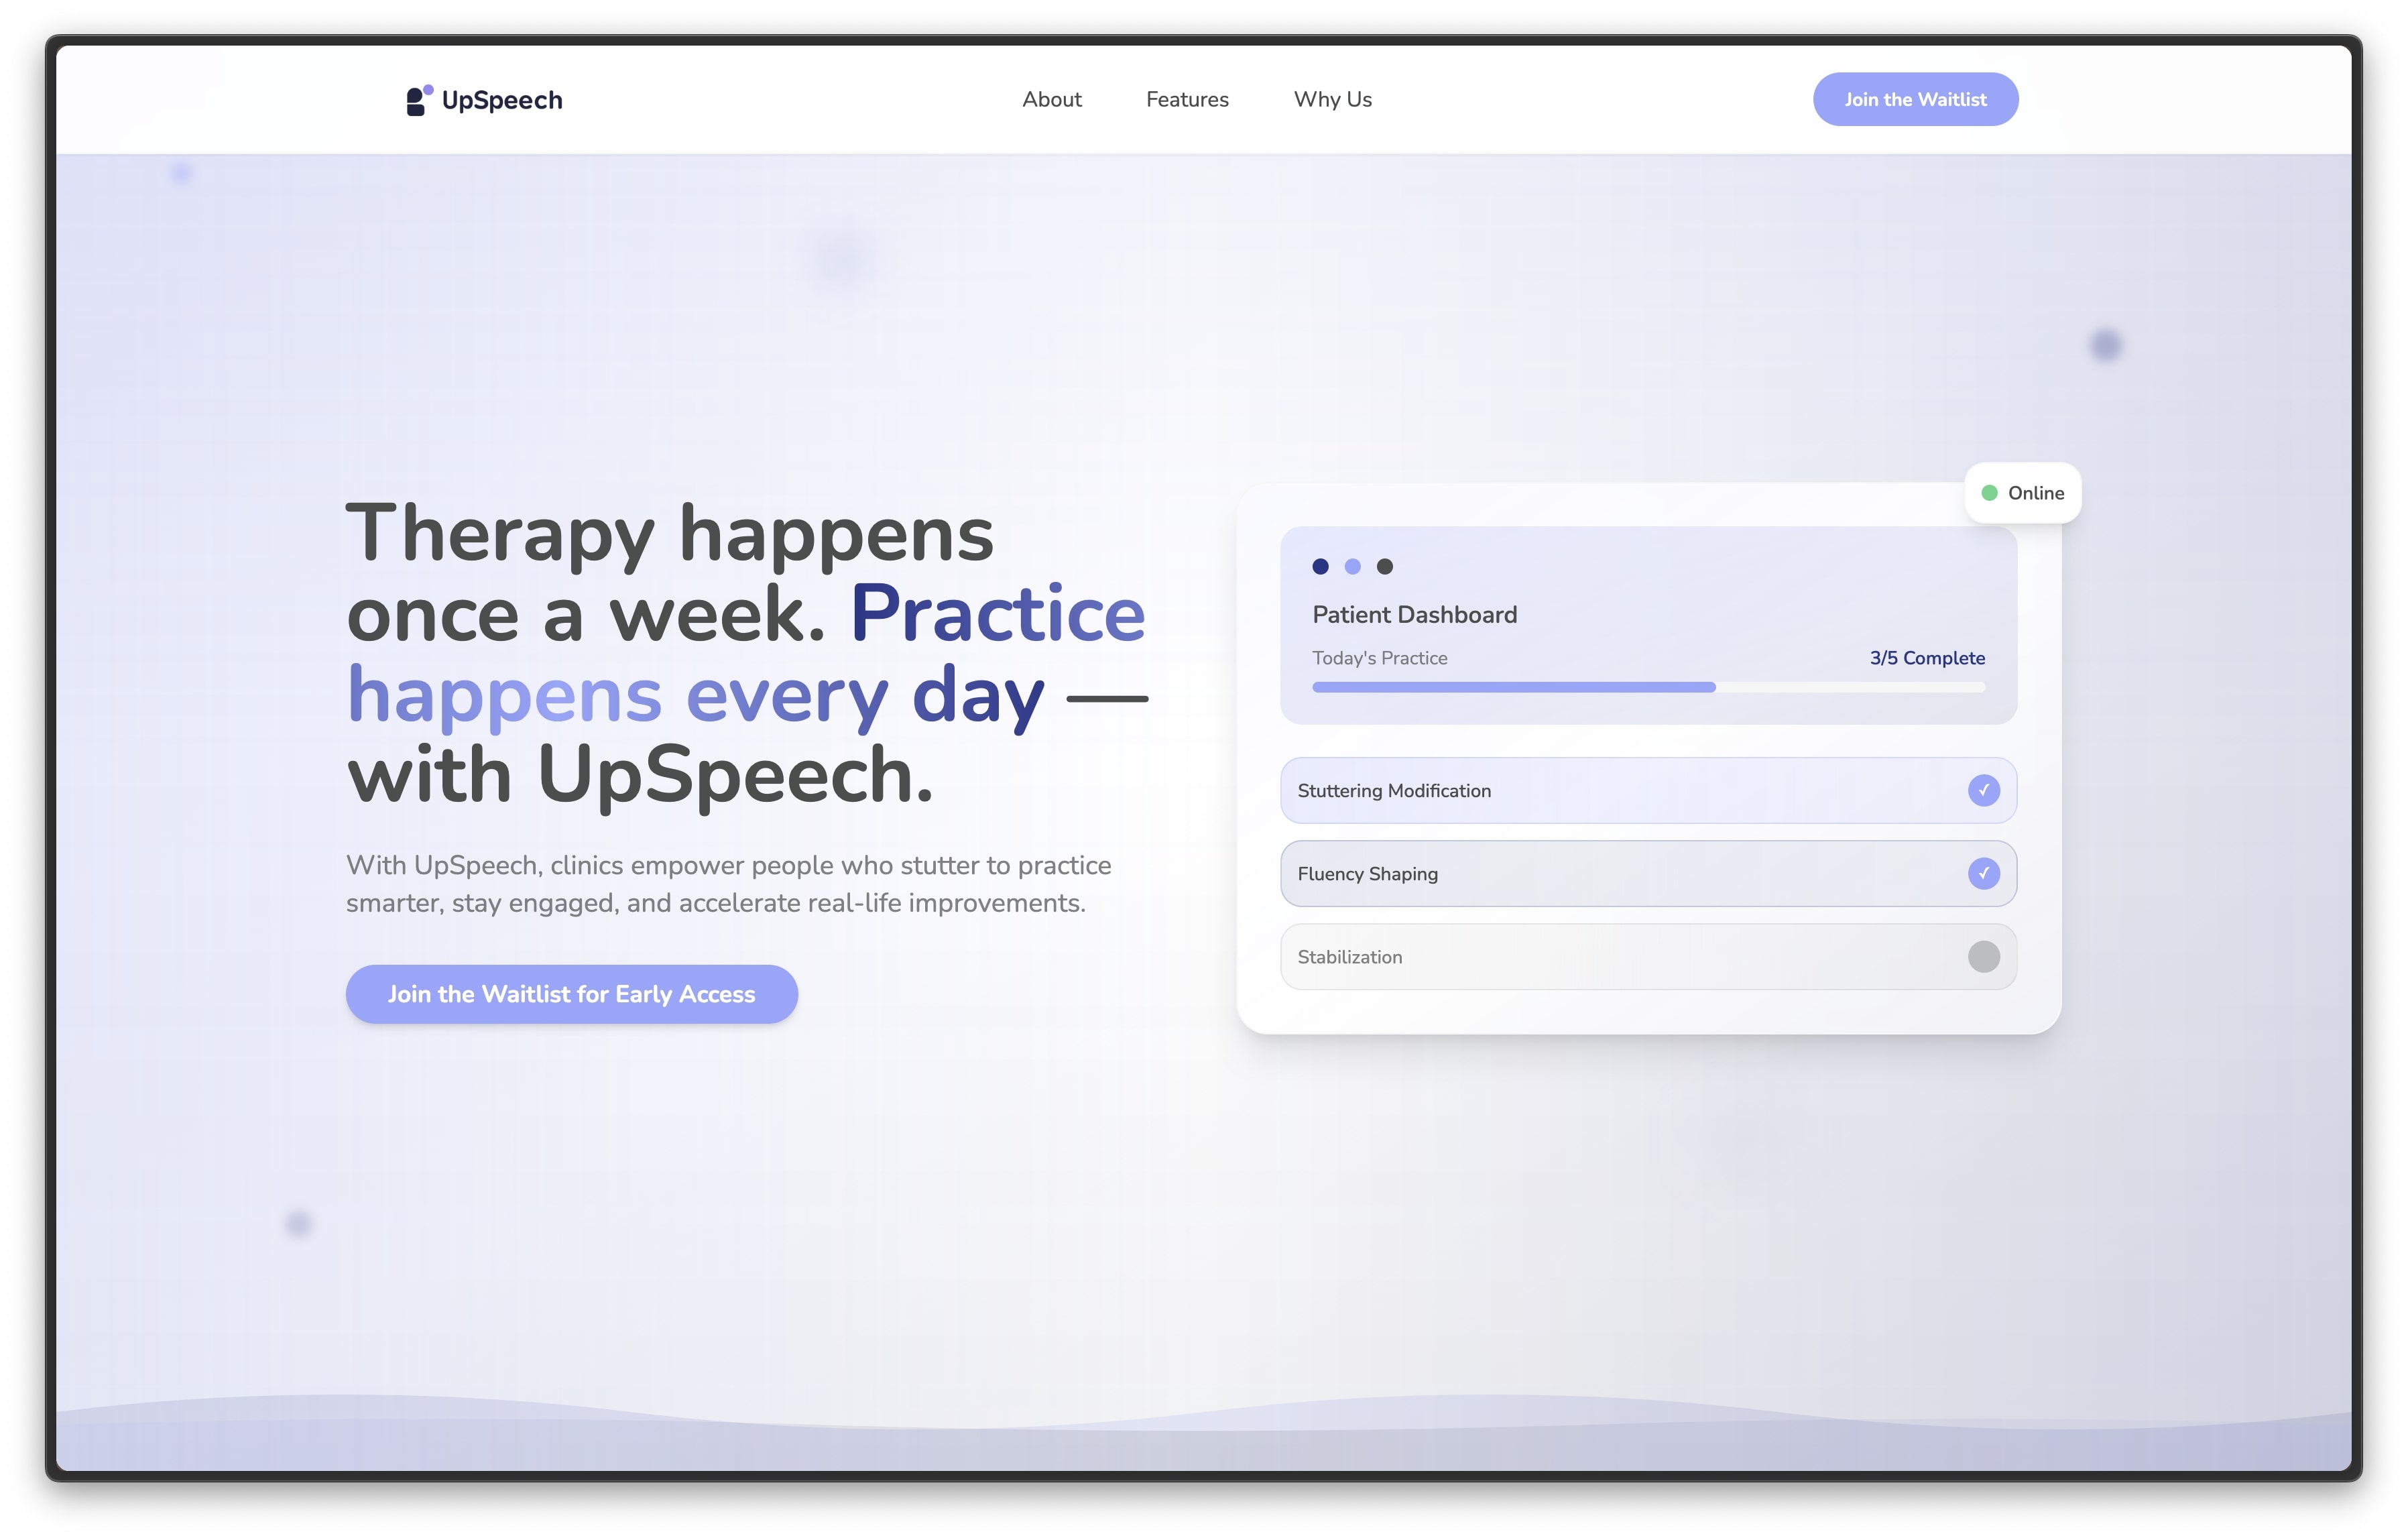 UpSpeech
About
Features
Why Us
Join the Waitlist
Therapy happens
once a week. Practice
happens every day —
with UpSpeech.
With UpSpeech, clinics empower people who stutter to practice
smarter, stay engaged, and accelerate real-life improvements.
Join the Waitlist for Early Access
Online
Patient Dashboard
Today's Practice
3/5 Complete
Stuttering Modification
Fluency Shaping
Stabilization